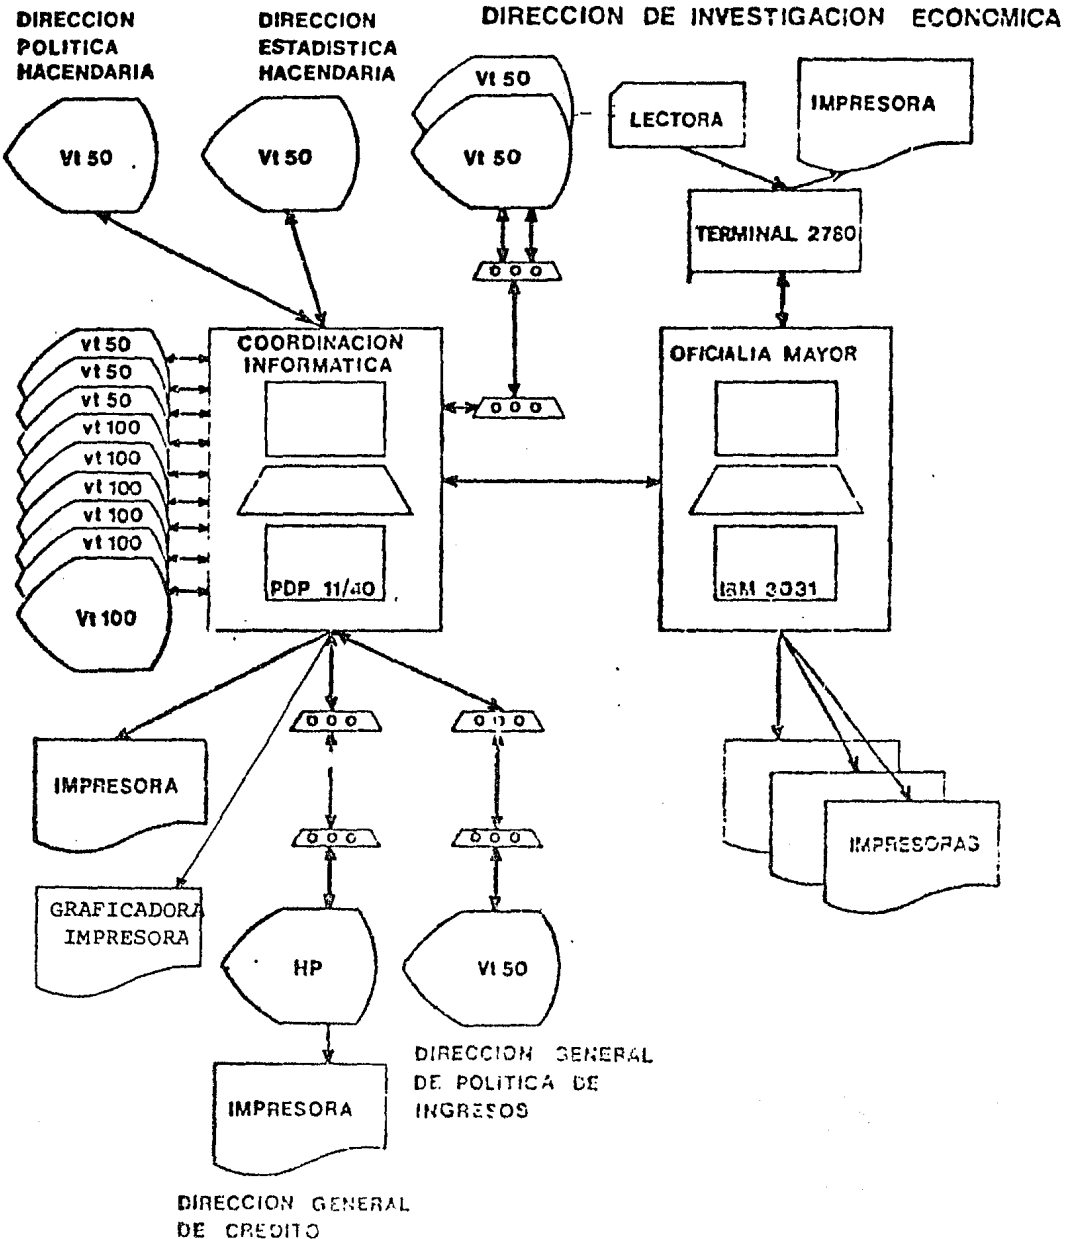 DIRECCION
POLITICA
HACENDARIA
DIRECCION
ESTADISTICA
HACENDARIA
DIRECCION DE INVESTIGACION ECONOMICA
Vt 50
Vt 50
Vt 50
Vt 50
LECTORA
IMPRESORA
TERMINAL 2780
vt 50
vt 50
vt 50
vt 100
vt 100
vt 100
vt 100
vt 100
Vt 100
COORDINACION
INFORMATICA
PDP 11/40
OFICIALIA MAYOR
IBM 3031
IMPRESORA
GRAFICADORA
IMPRESORA
HP
Vt 50
IMPRESORAS
IMPRESORA
DIRECCION GENERAL
DE POLITICA DE
INGRESOS
DIRECCION GENERAL
DE CREDITO